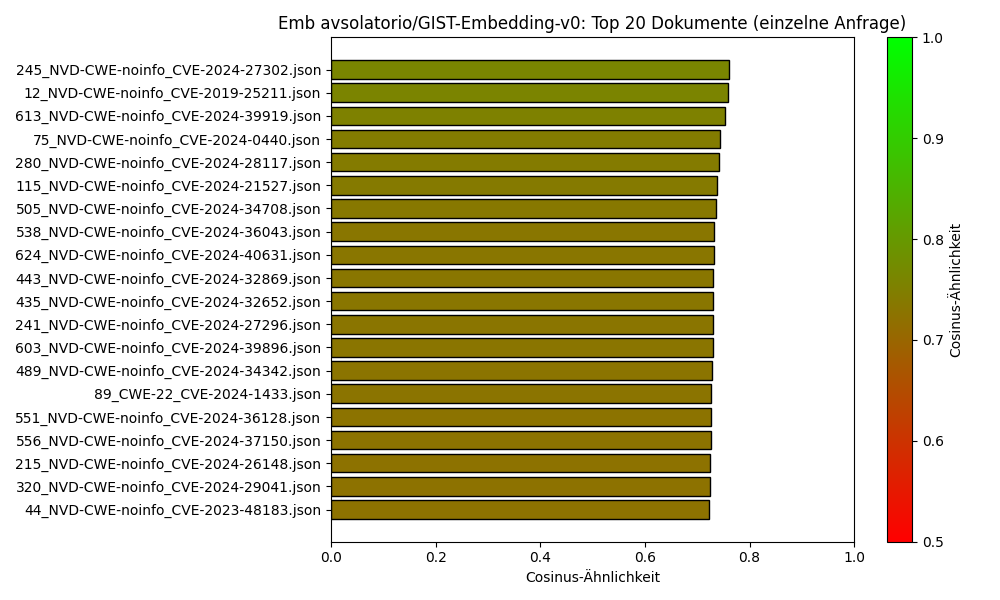 Emb avsolatorio/GIST-Embedding-v0: Top 20 Dokumente (einzelne Anfrage)
245_NVD-CWE-noinfo_CVE-2024-27302.json
12_NVD-CWE-noinfo_CVE-2019-25211.json
613_NVD-CWE-noinfo_CVE-2024-39919.json
75_NVD-CWE-noinfo_CVE-2024-0440.json
280_NVD-CWE-noinfo_CVE-2024-28117.json
115_NVD-CWE-noinfo_CVE-2024-21527.json
505_NVD-CWE-noinfo_CVE-2024-34708.json
538_NVD-CWE-noinfo_CVE-2024-36043.json
624_NVD-CWE-noinfo_CVE-2024-40631.json
443_NVD-CWE-noinfo_CVE-2024-32869.json
435_NVD-CWE-noinfo_CVE-2024-32652.json
241_NVD-CWE-noinfo_CVE-2024-27296.json
603_NVD-CWE-noinfo_CVE-2024-39896.json
489_NVD-CWE-noinfo_CVE-2024-34342.json
89_CWE-22_CVE-2024-1433.json
551_NVD-CWE-noinfo_CVE-2024-36128.json
556_NVD-CWE-noinfo_CVE-2024-37150.json
215_NVD-CWE-noinfo_CVE-2024-26148.json
320_NVD-CWE-noinfo_CVE-2024-29041.json
44_NVD-CWE-noinfo_CVE-2023-48183.json
0.0 0.2 0.4 0.6 0.8 1.0
Cosinus-Ähnlichkeit
1.0
0.9
0.8
0.7
0.6
0.5
Cosinus-Ähnlichkeit